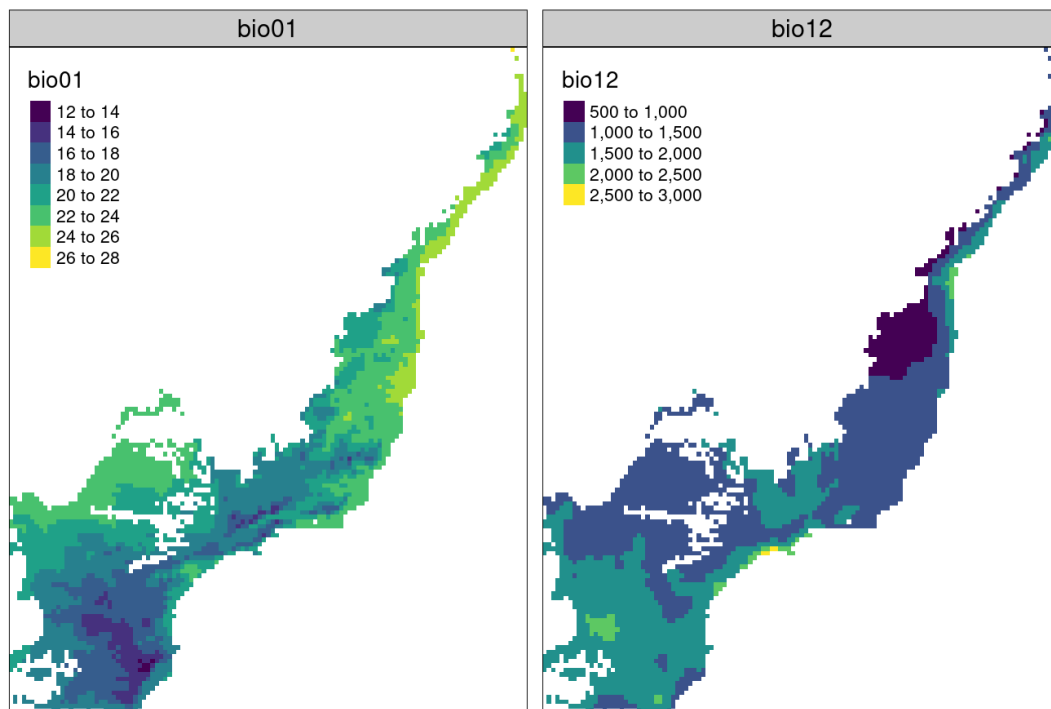 bio01
bio01
12 to 14
14 to 16
16 to 18
18 to 20
20 to 22
22 to 24
24 to 26
26 to 28
bio12
bio12
500 to 1,000
1,000 to 1,500
1,500 to 2,000
2,000 to 2,500
2,500 to 3,000